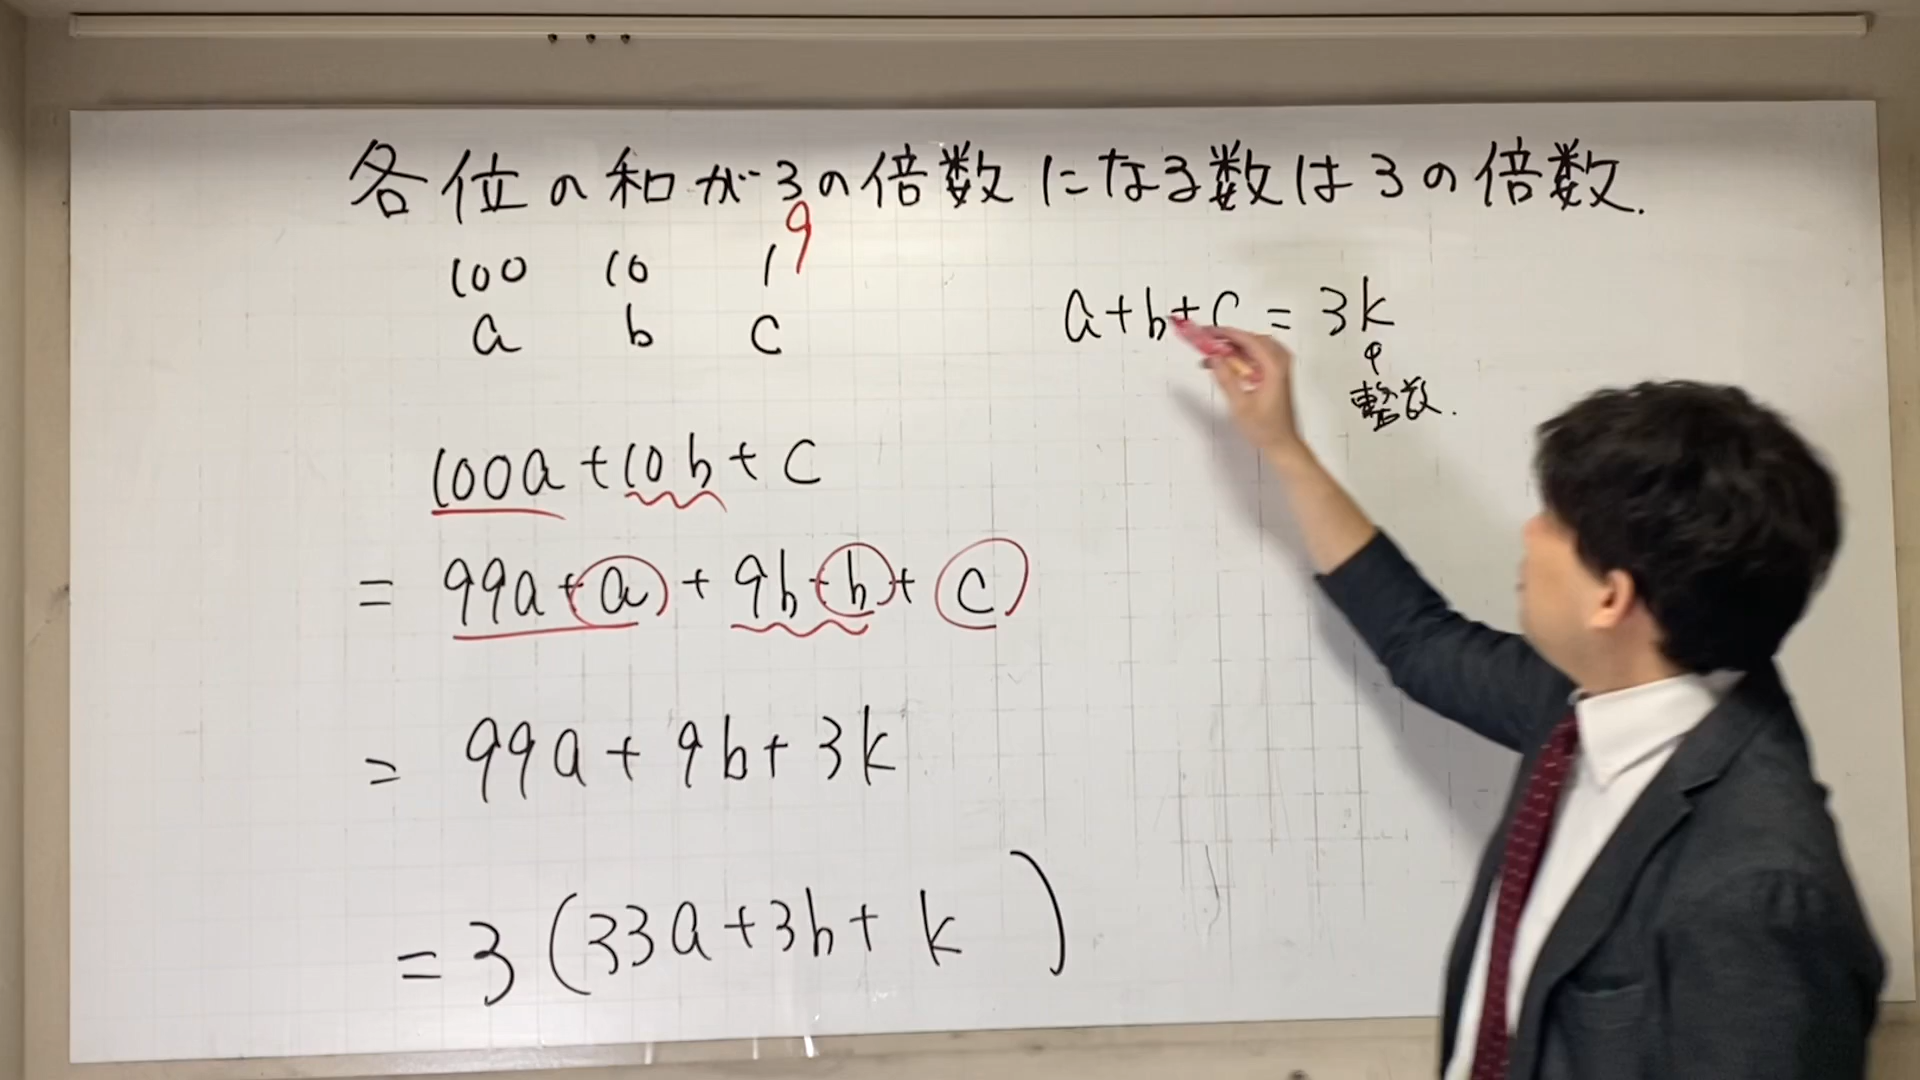 各位の和が3の倍数になる数は3の倍数.
9
100 10 1
a b c
a+b+c = 3k
整数.
100a+10b+c
= 99a+a+9b+b+c
= 99a+9b+3k
=3(33a+3b+k)